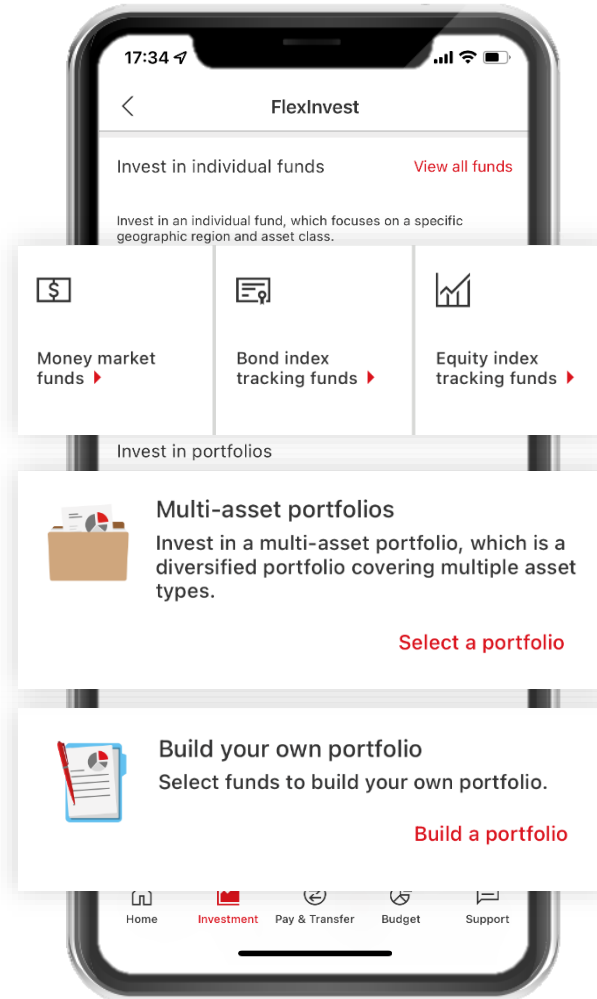 17:34
FlexInvest
Invest in individual funds
View all funds
Invest in an individual fund, which focuses on a specific
geographic region and asset class.
Money market
funds
Bond index
tracking funds
Equity index
tracking funds
Invest in portfolios
Multi-asset portfolios
Invest in a multi-asset portfolio, which is a
diversified portfolio covering multiple asset
types.
Select a portfolio
Build your own portfolio
Select funds to build your own portfolio.
Build a portfolio
Home
Investment
Pay & Transfer
Budget
Support